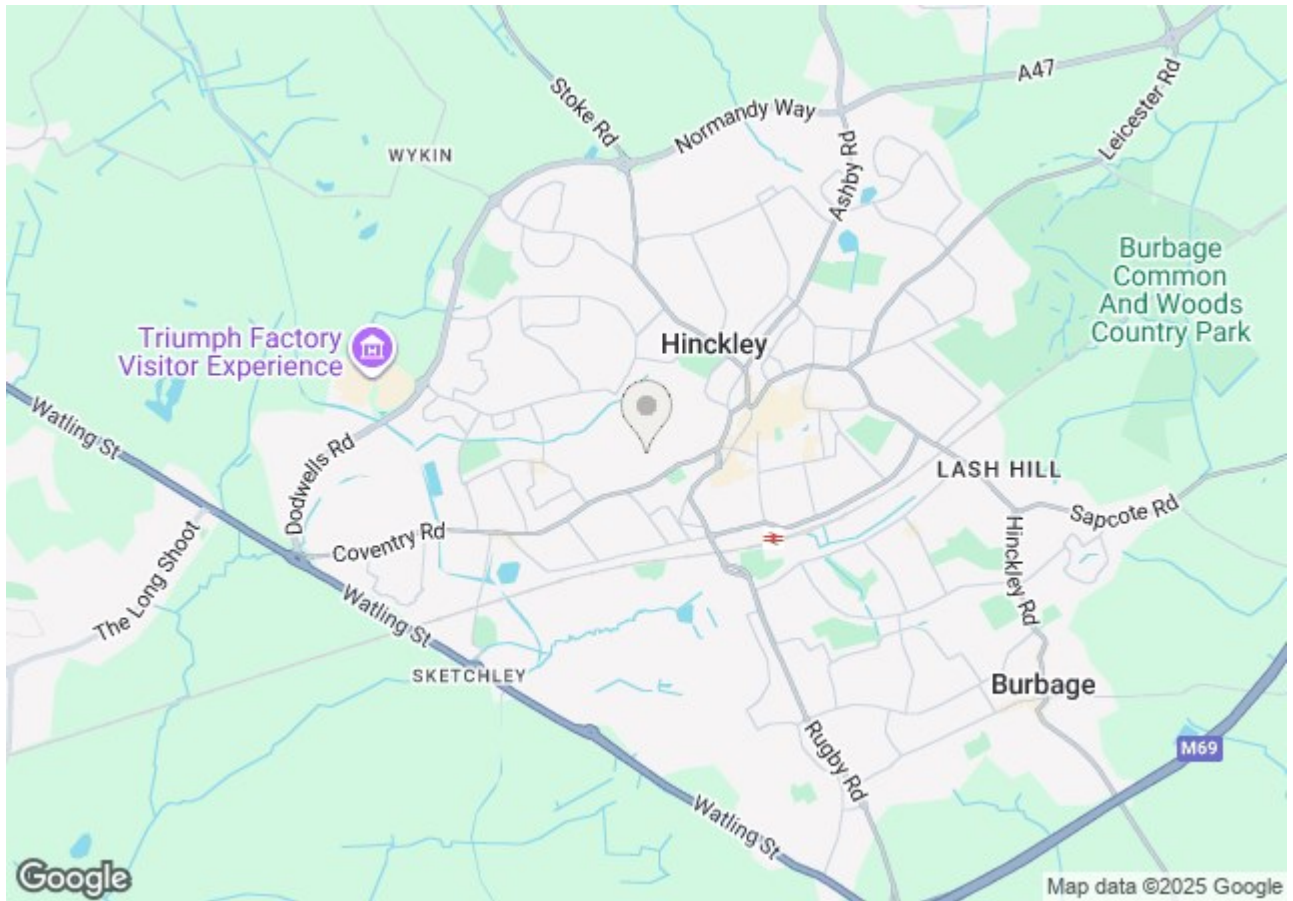 A47
Stoke Rd
Normandy Way
Leicester Rd
WYKIN
Ashby Rd
Burbage
Common
And Woods
Country Park
Triumph Factory
Visitor Experience
Hinckley
Watling St
Dodwells Rd
LASH HILL
Sapcote Rd
Coventry Rd
Hinckley Rd
The Long Shoot
Watling St
SKETCHLEY
Burbage
Rugby Rd
M69
Watling St
Google
Map data ©2025 Google